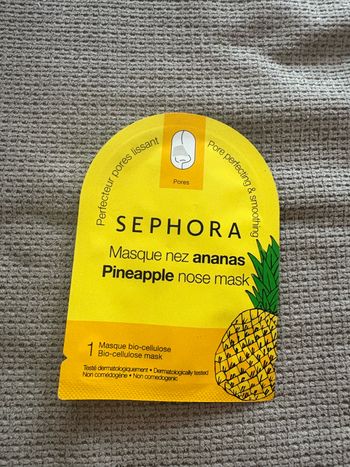 Pores
Perfecteur pores lissant
Pore perfecting & smoothing
SEPHORA
Masque nez ananas
Pineapple nose mask
1 Masque bio-cellulose
Bio-cellulose mask
Testé dermatologiquement • Dermatologically tested
Non comedogène • Non comedogenic